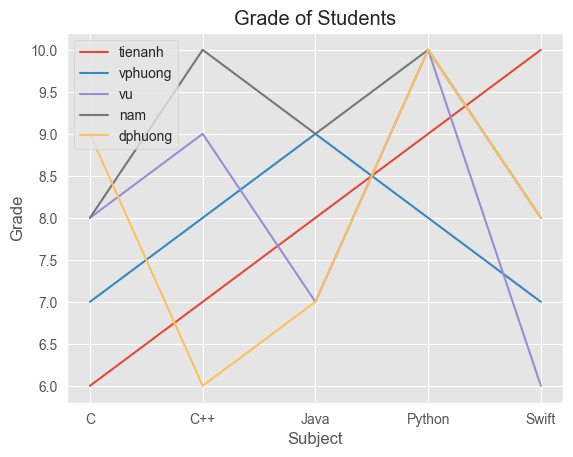 Grade of Students
10.0
9.5
9.0
8.5
8.0
7.5
7.0
6.5
6.0
Grade
tienanh
vphuong
vu
nam
dphuong
C C++ Java Python Swift
Subject